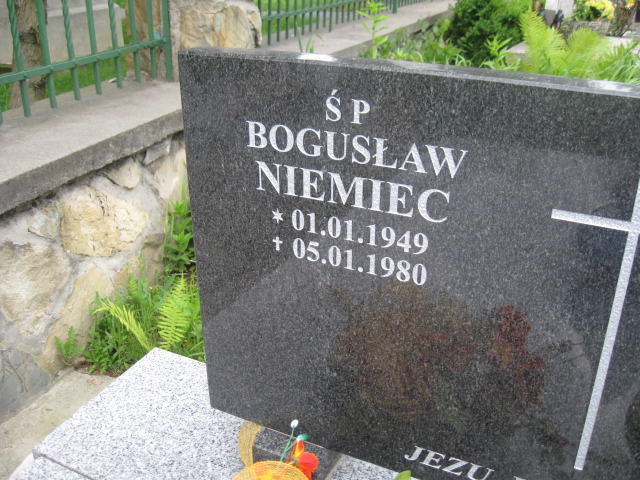 Ś P
BOGUSŁAW
NIEMIEC
* 01.01.1949
✝ 05.01.1980
JEZU